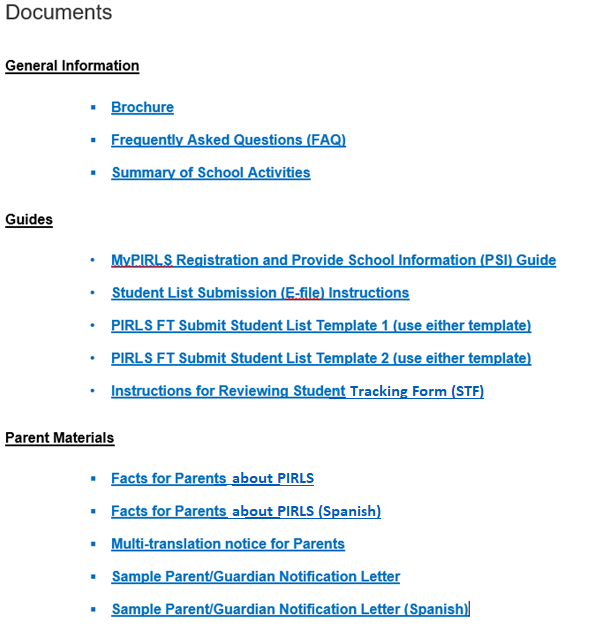 Documents
General Information
Brochure
Frequently Asked Questions (FAQ)
Summary of School Activities
Guides
MyPIRLS Registration and Provide School Information (PSI) Guide
Student List Submission (E-file) Instructions
PIRLS FT Submit Student List Template 1 (use either template)
PIRLS FT Submit Student List Template 2 (use either template)
Instructions for Reviewing Student Tracking Form (STF)
Parent Materials
Facts for Parents about PIRLS
Facts for Parents about PIRLS (Spanish)
Multi-translation notice for Parents
Sample Parent/Guardian Notification Letter
Sample Parent/Guardian Notification Letter (Spanish)